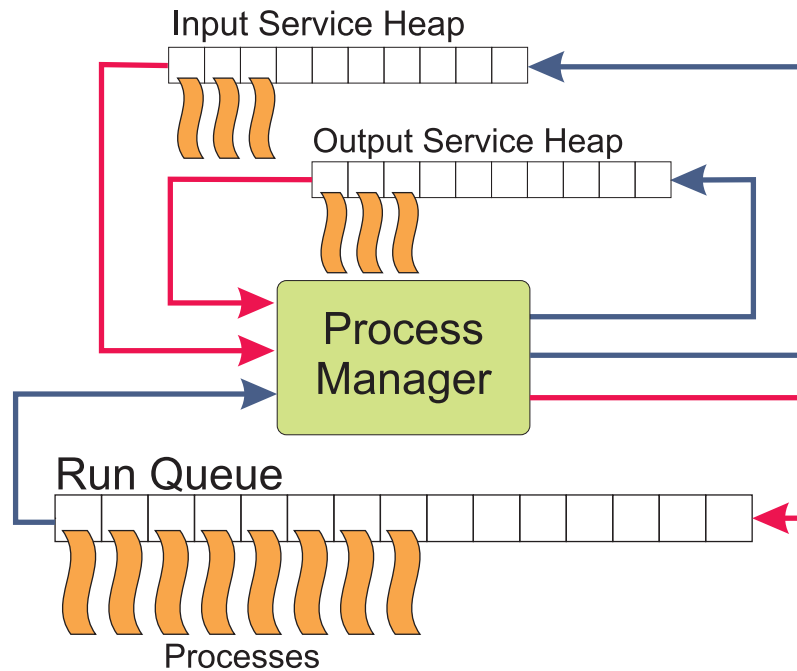 Input Service Heap
Output Service Heap
Process
Manager
Run Queue
Processes